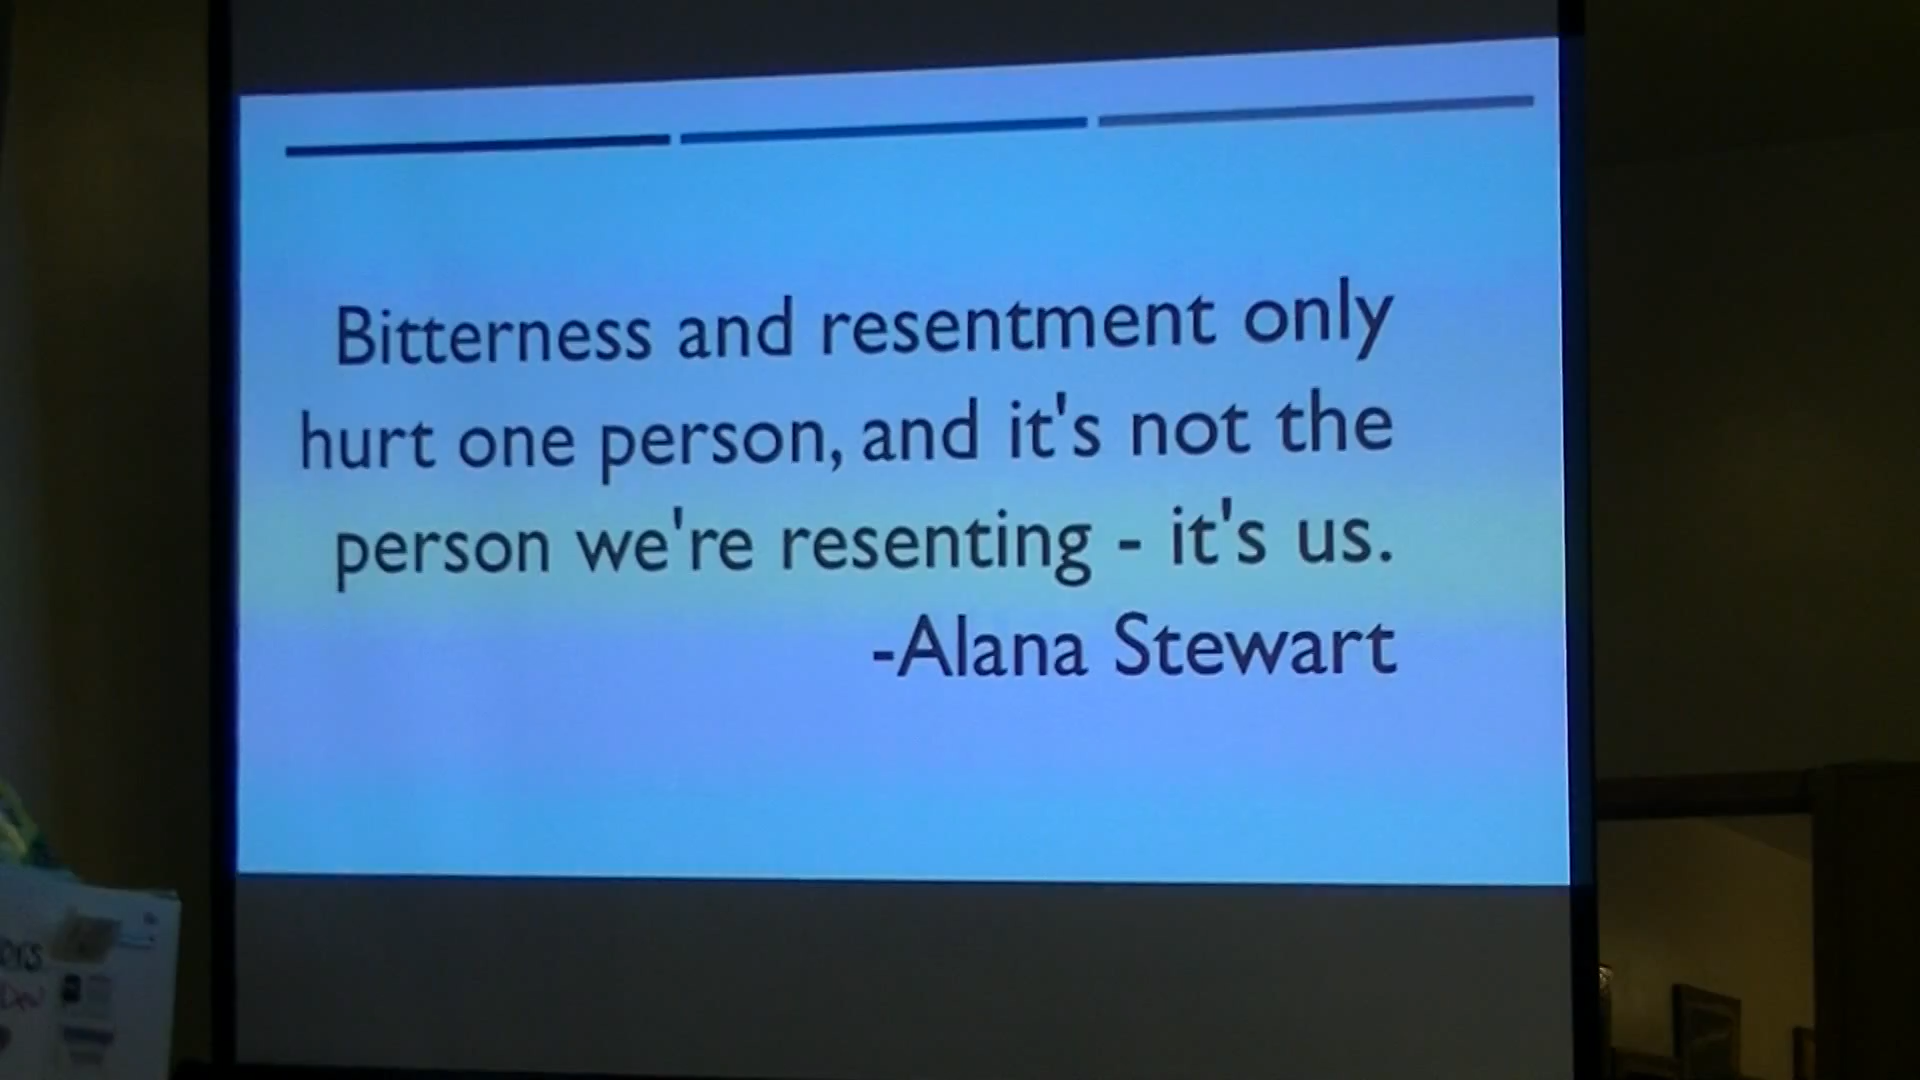 Bitterness and resentment only
hurt one person, and it's not the
person we're resenting - it's us.
-Alana Stewart